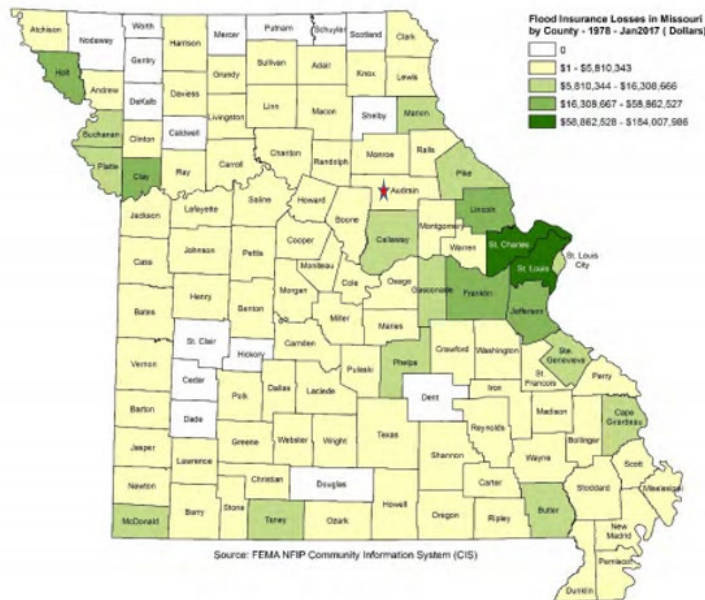 Flood Insurance Losses in Missouri
by County - 1978 - Jan2017 ( Dollars)
0
$1 - $5,810,343
$5,810,344 - $16,308,666
$16,308,667 - $58,862,527
$58,862,528 - $184,007,986
Atchison
Nodaway
Worth
Harrison
Mercer
Putnam
Schuyler
Scotland
Clark
Gentry
Holt
Andrew
DeKalb
Daviess
Grundy
Sullivan
Adair
Knox
Lewis
Livingston
Linn
Macon
Shelby
Marion
Buchanan
Clinton
Caldwell
Chariton
Randolph
Monroe
Ralls
Platte
Clay
Ray
Carroll
Pike
Audrain
Saline
Howard
Boone
Jackson
Lafayette
Lincoln
Callaway
Montgomery
Warren
St. Charles
St. Louis
City
St. Louis
Cass
Johnson
Pettis
Cooper
Moniteau
Cole
Osage
Gasconade
Franklin
Jefferson
Henry
Benton
Morgan
Miller
Maries
Bates
St. Clair
Hickory
Camden
Pulaski
Phelps
Crawford
Washington
Ste.
Genevieve
St.
Francois
Perry
Vernon
Cedar
Polk
Dallas
Laclede
Dent
Iron
Madison
Cape
Girardeau
Barton
Dade
Reynolds
Bollinger
Jasper
Greene
Webster
Wright
Texas
Shannon
Wayne
Scott
Lawrence
Newton
Christian
Douglas
Carter
Stoddard
Mississippi
McDonald
Barry
Stone
Taney
Ozark
Howell
Oregon
Ripley
Butler
New
Madrid
Pemiscot
Dunklin
Source: FEMA NFIP Community Information System (CIS)